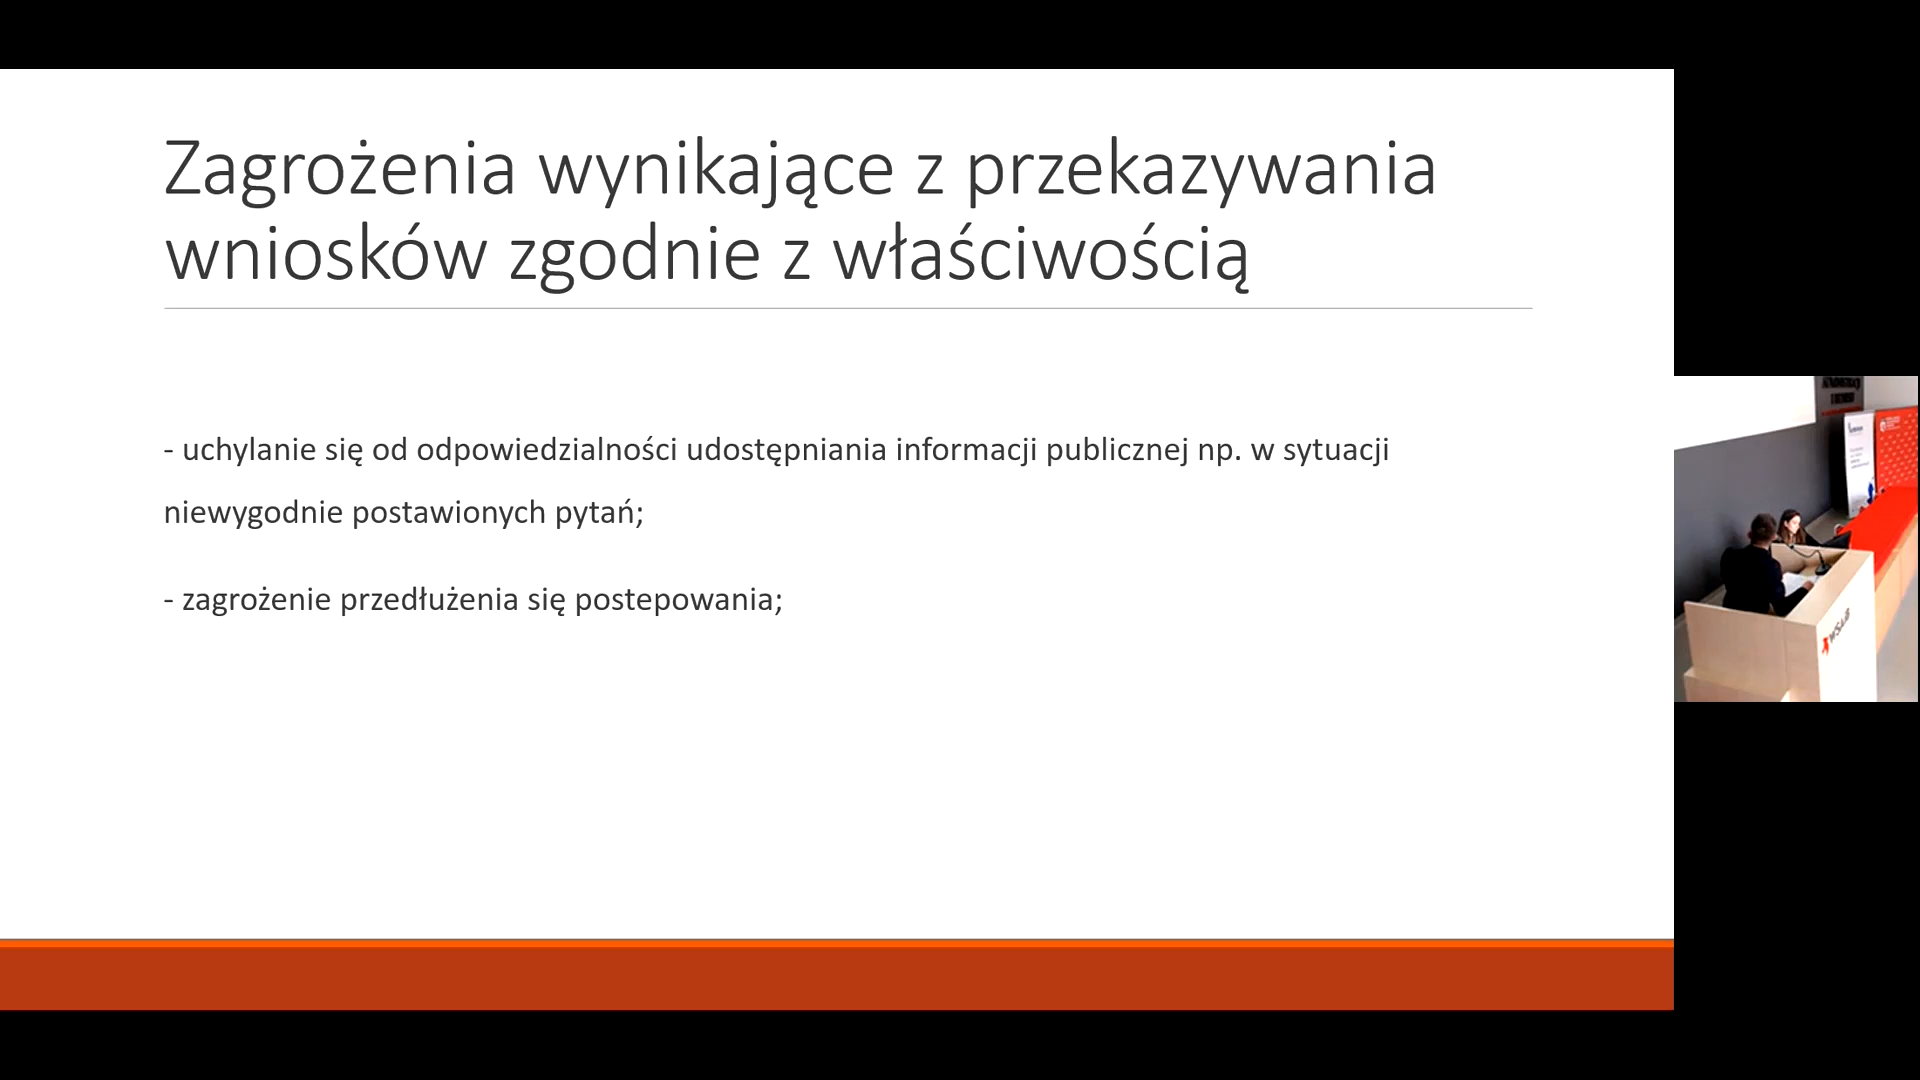 Zagrożenia wynikające z przekazywania
wniosków zgodnie z właściwością
- uchylanie się od odpowiedzialności udostępniania informacji publicznej np. w sytuacji
niewygodnie postawionych pytań;
- zagrożenie przedłużenia się postepowania;
WSAiB